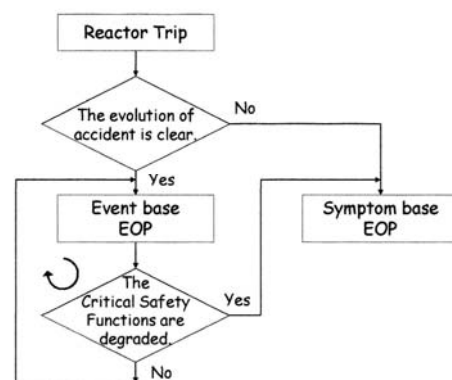 Reactor Trip
The evolution of
accident is clear.
No
Yes
Event base
EOP
Symptom base
EOP
The
Critical Safety
Functions are
degraded.
Yes
No